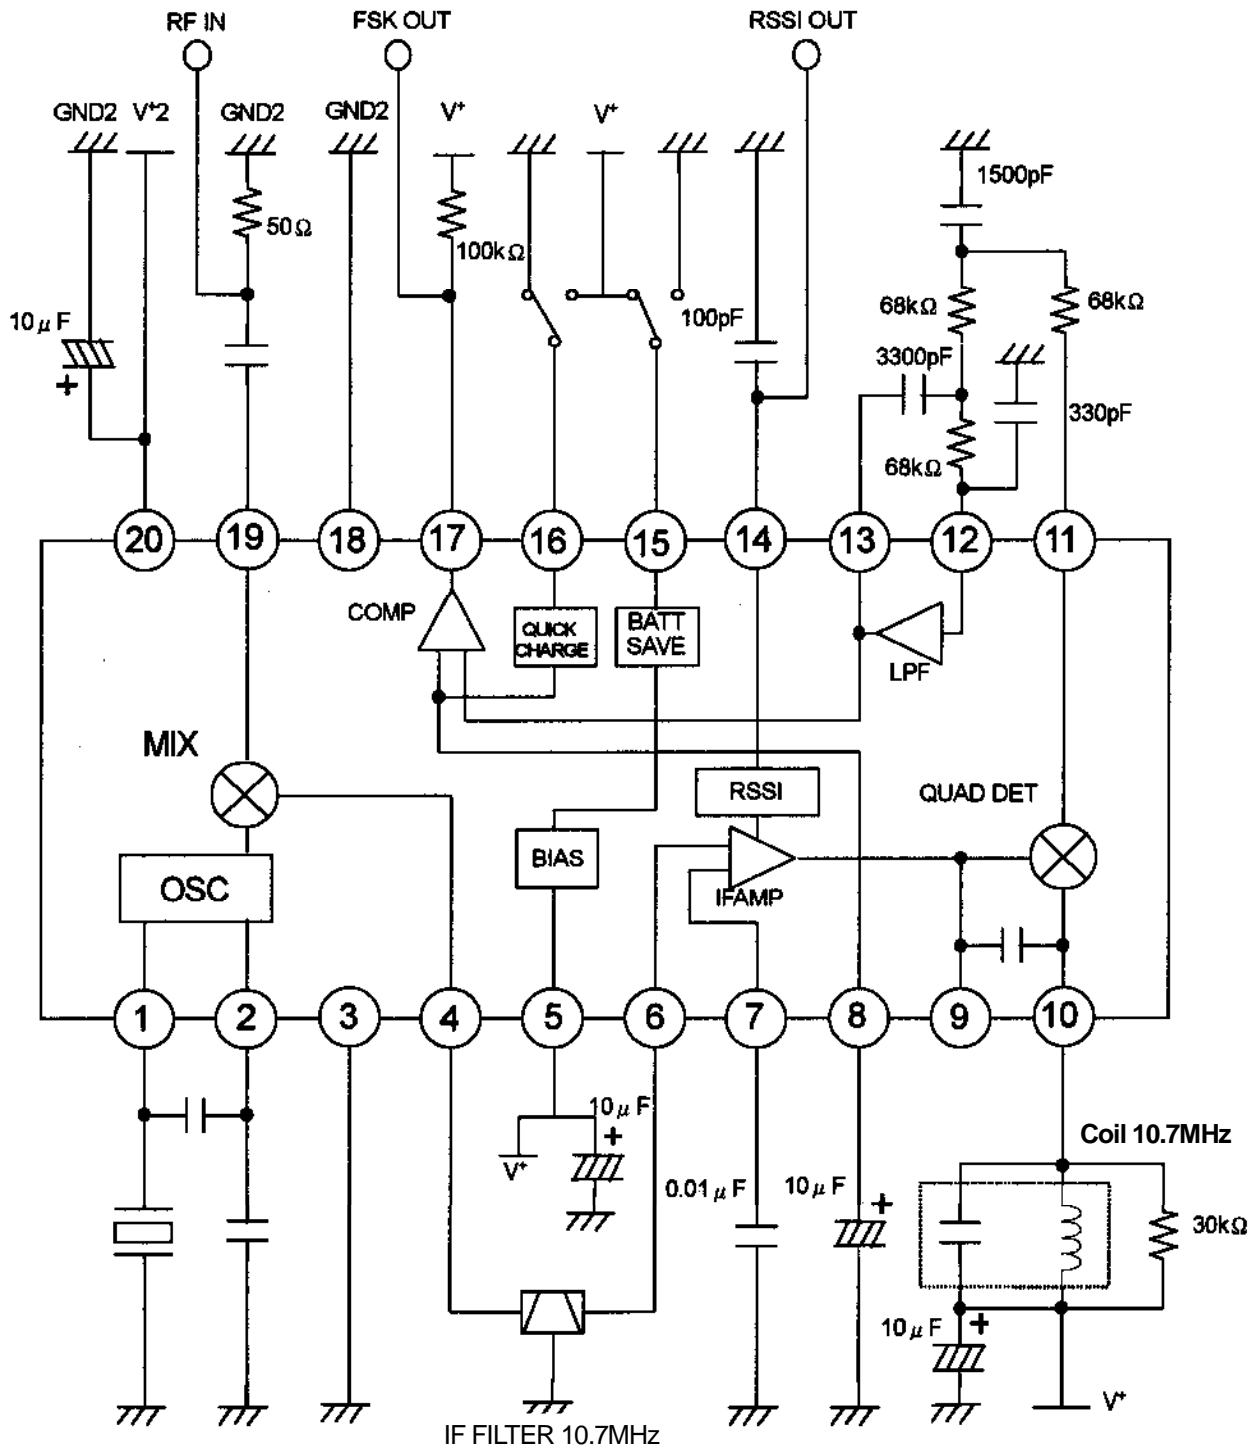 RF IN
FSK OUT
RSSI OUT
GND2
V+2
GND2
GND2
V+
V+
1500pF
50Ω
100kΩ
10μF
+
100pF
68kΩ
68kΩ
3300pF
330pF
68kΩ
20
19
18
17
16
15
14
13
12
11
COMP
QUICK
CHARGE
BATT
SAVE
LPF
MIX
RSSI
QUAD DET
BIAS
OSC
IFAMP
1
2
3
4
5
6
7
8
9
10
10μF
+
V+
Coil 10.7MHz
0.01μF
10μF
+
30kΩ
10μF
+
V+
IF FILTER 10.7MHz